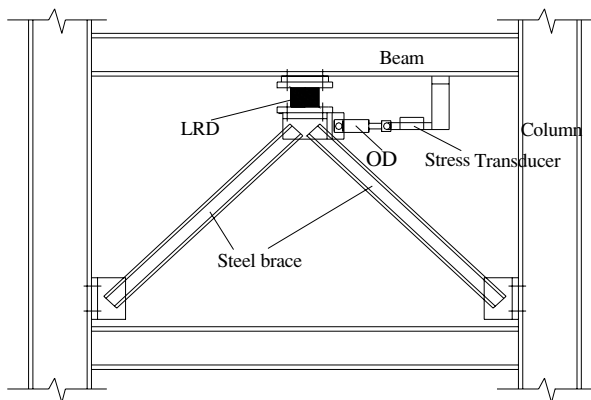 Beam
LRD
Column
OD
Stress Transducer
Steel brace